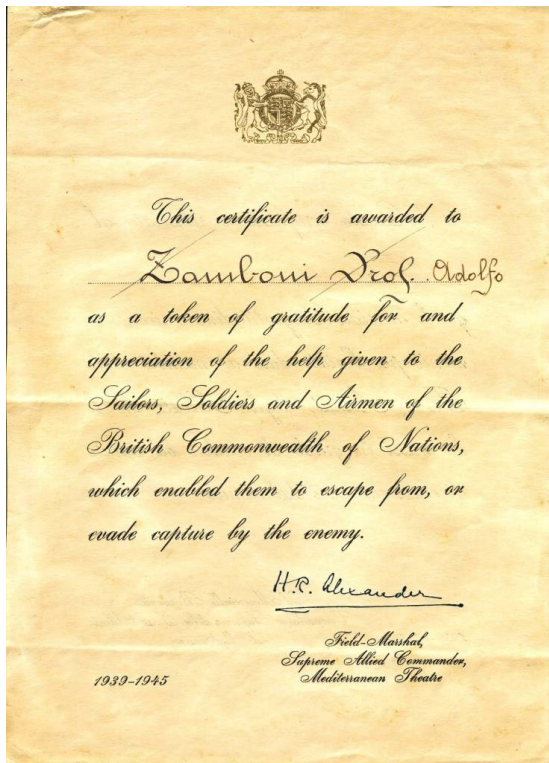 This certificate is awarded to
Zamboni Prof. Adolfo
as a token of gratitude for and
appreciation of the help given to the
Sailors, Soldiers and Airmen of the
British Commonwealth of Nations,
which enabled them to escape from, or
evade capture by the enemy.
H.R. Alexander
Field-Marshal,
Supreme Allied Commander,
Mediterranean Theatre
1939-1945